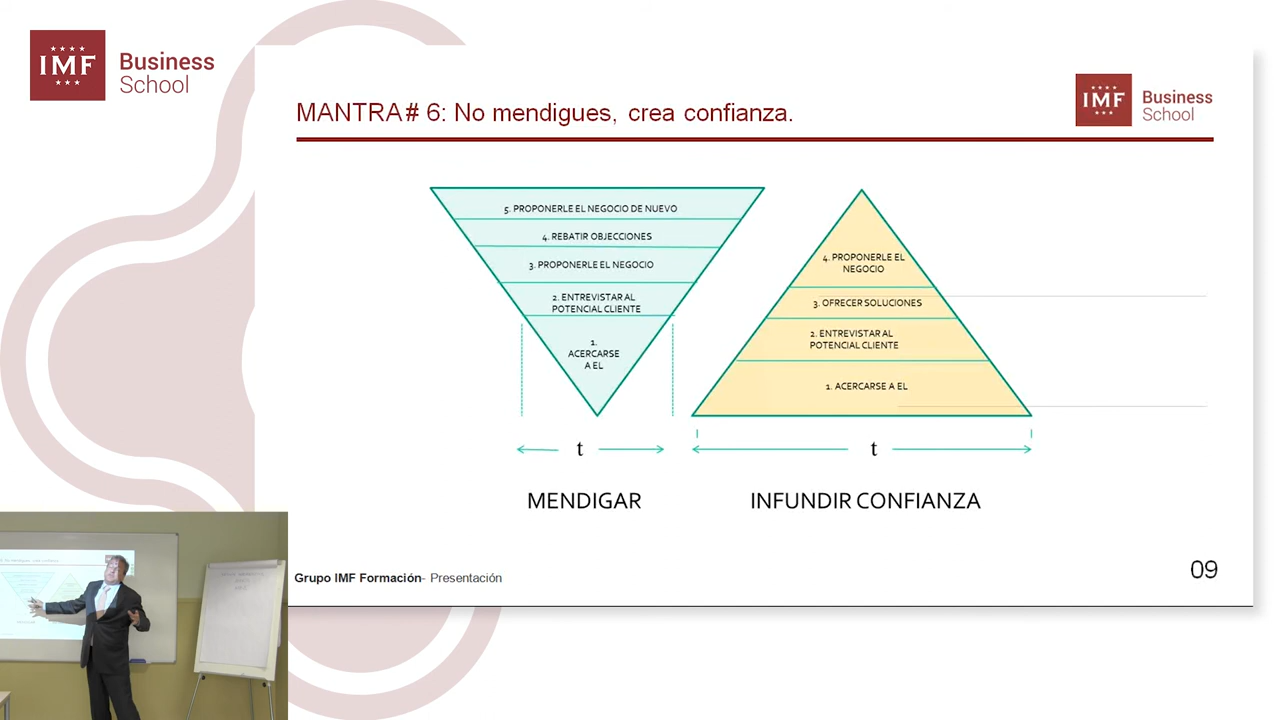 IMF
Business
School
MANTRA# 6: No mendigues, crea confianza.
IMF
Business
School
5. PROPONERLE EL NEGOCIO DE NUEVO
4. REBATIR OBJECCIONES
3. PROPONERLE EL NEGOCIO
2. ENTREVISTAR AL
POTENCIAL CLIENTE
1.
ACERCARSE
A EL
t
MENDIGAR
4. PROPONERLE EL
NEGOCIO
3. OFRECER SOLUCIONES
2. ENTREVISTAR AL
POTENCIAL CLIENTE
1. ACERCARSE A EL
t
INFUNDIR CONFIANZA
Grupo IMF Formación- Presentación
09